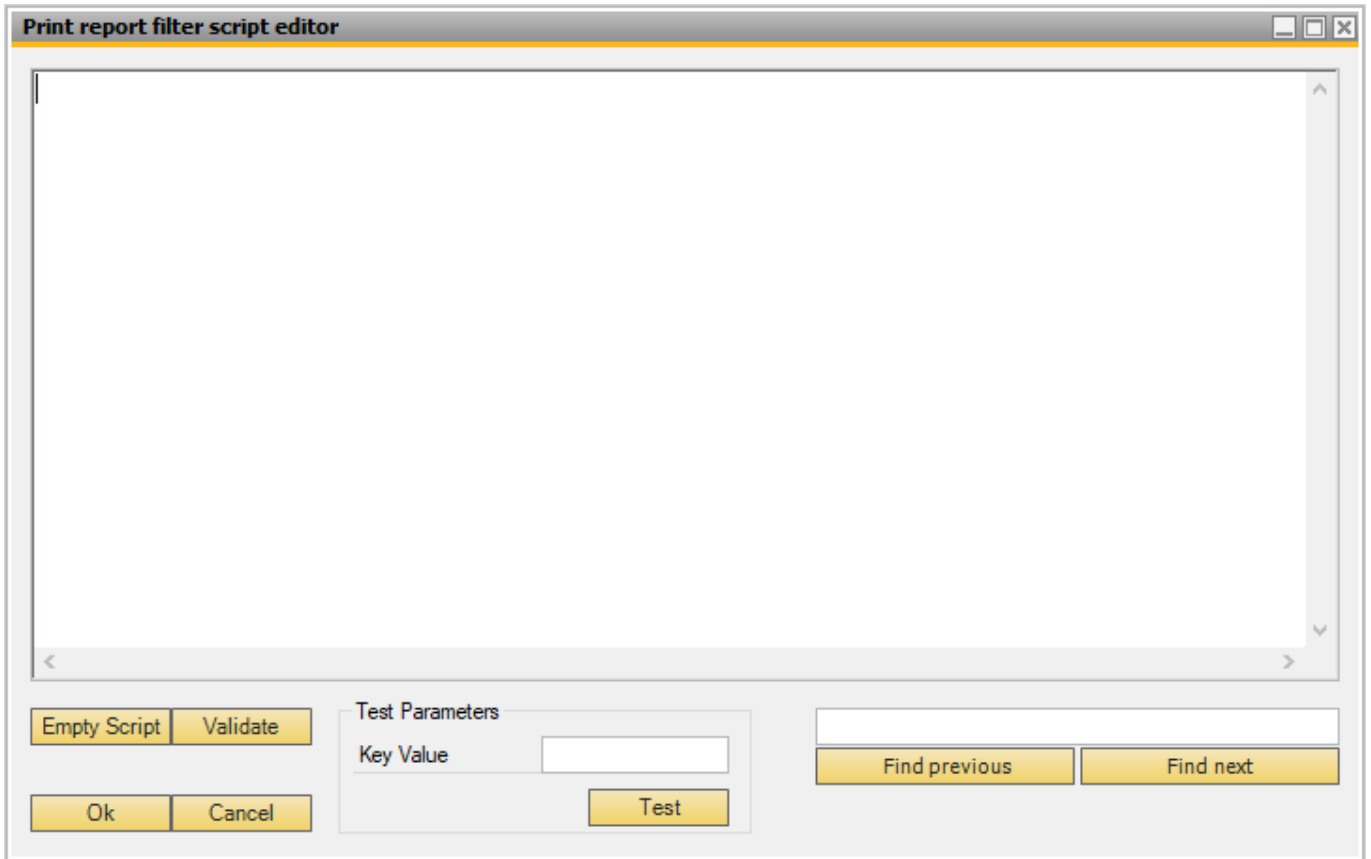 Print report filter script editor
Empty Script
Validate
Ok
Cancel
Test Parameters
Key Value
Test
Find previous
Find next